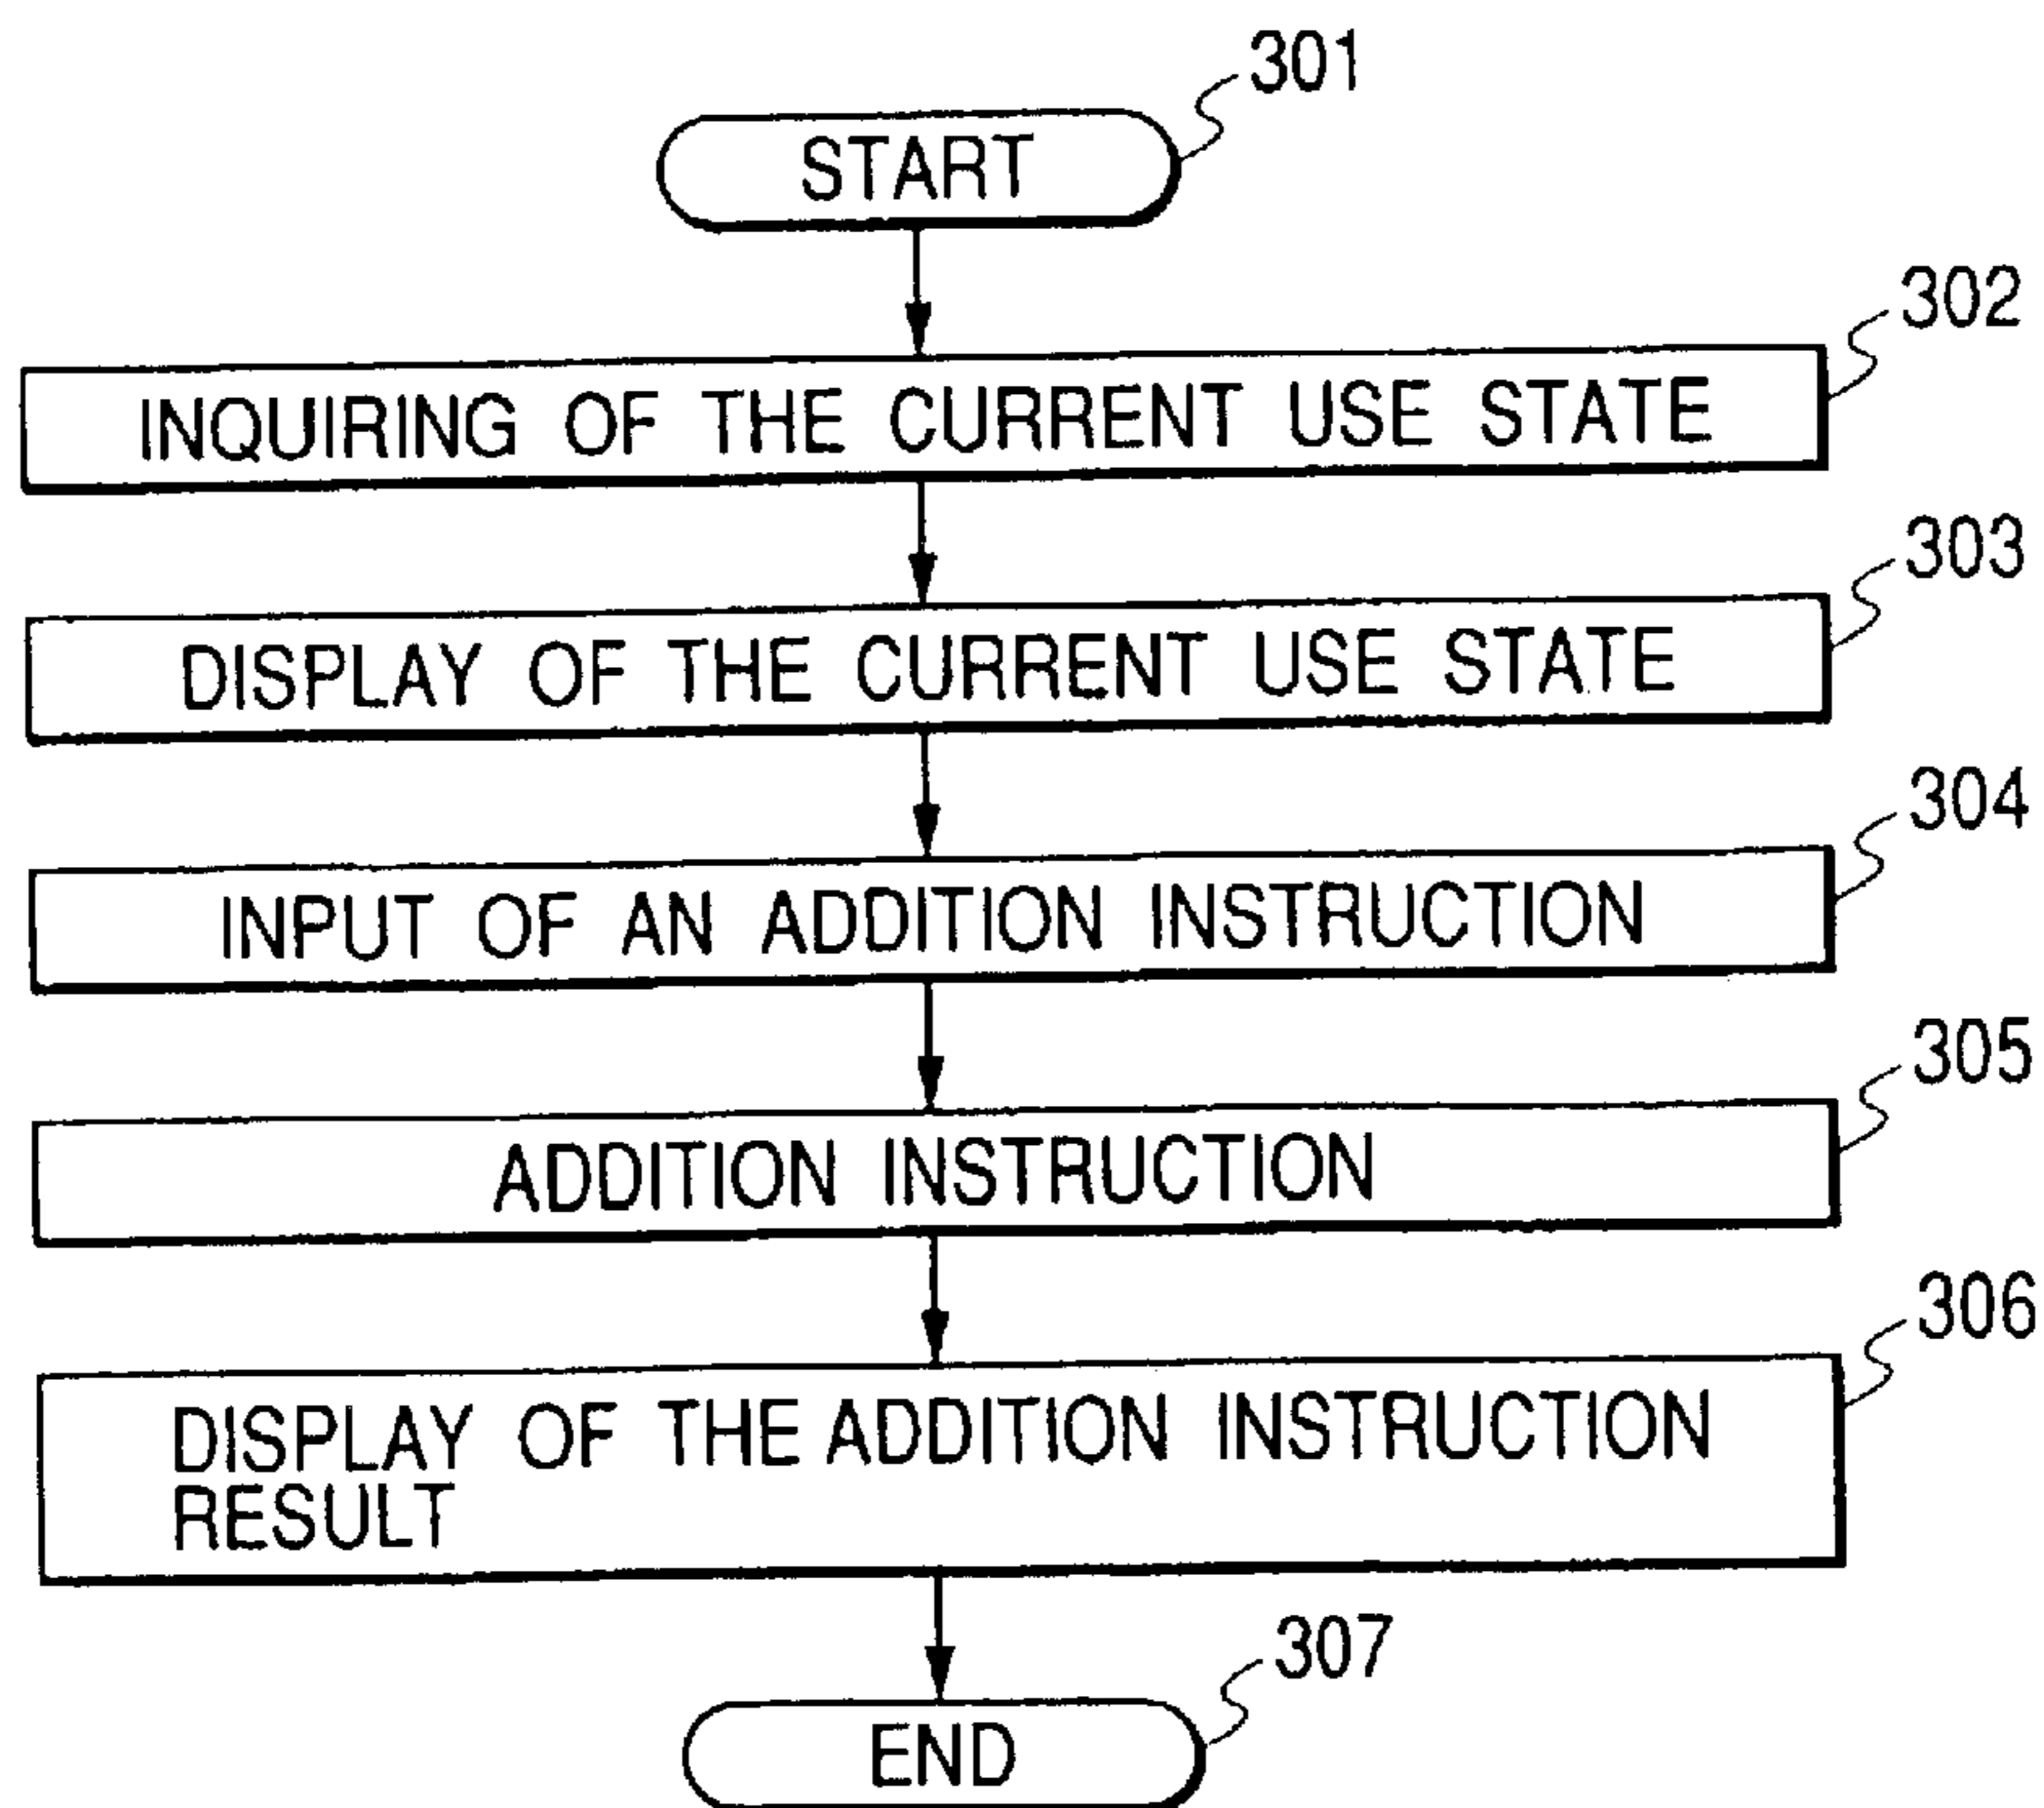 301
START
302
INQUIRING OF THE CURRENT USE STATE
303
DISPLAY OF THE CURRENT USE STATE
304
INPUT OF AN ADDITION INSTRUCTION
305
ADDITION INSTRUCTION
306
DISPLAY OF THE ADDITION INSTRUCTION
RESULT
307
END